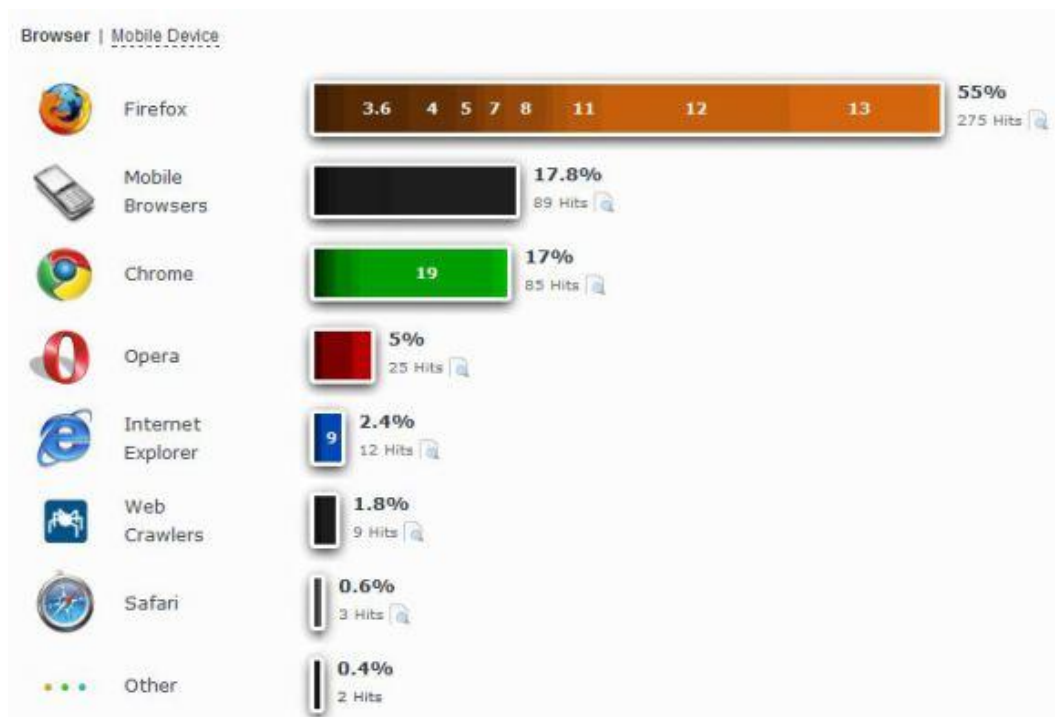 Browser | Mobile Device
Firefox
3.6 4 5 7 8 11 12 13
55%
275 Hits
Mobile
Browsers
17.8%
89 Hits
Chrome
19
17%
85 Hits
Opera
5%
25 Hits
Internet
Explorer
9
2.4%
12 Hits
Web
Crawlers
1.8%
9 Hits
Safari
0.6%
3 Hits
Other
0.4%
2 Hits